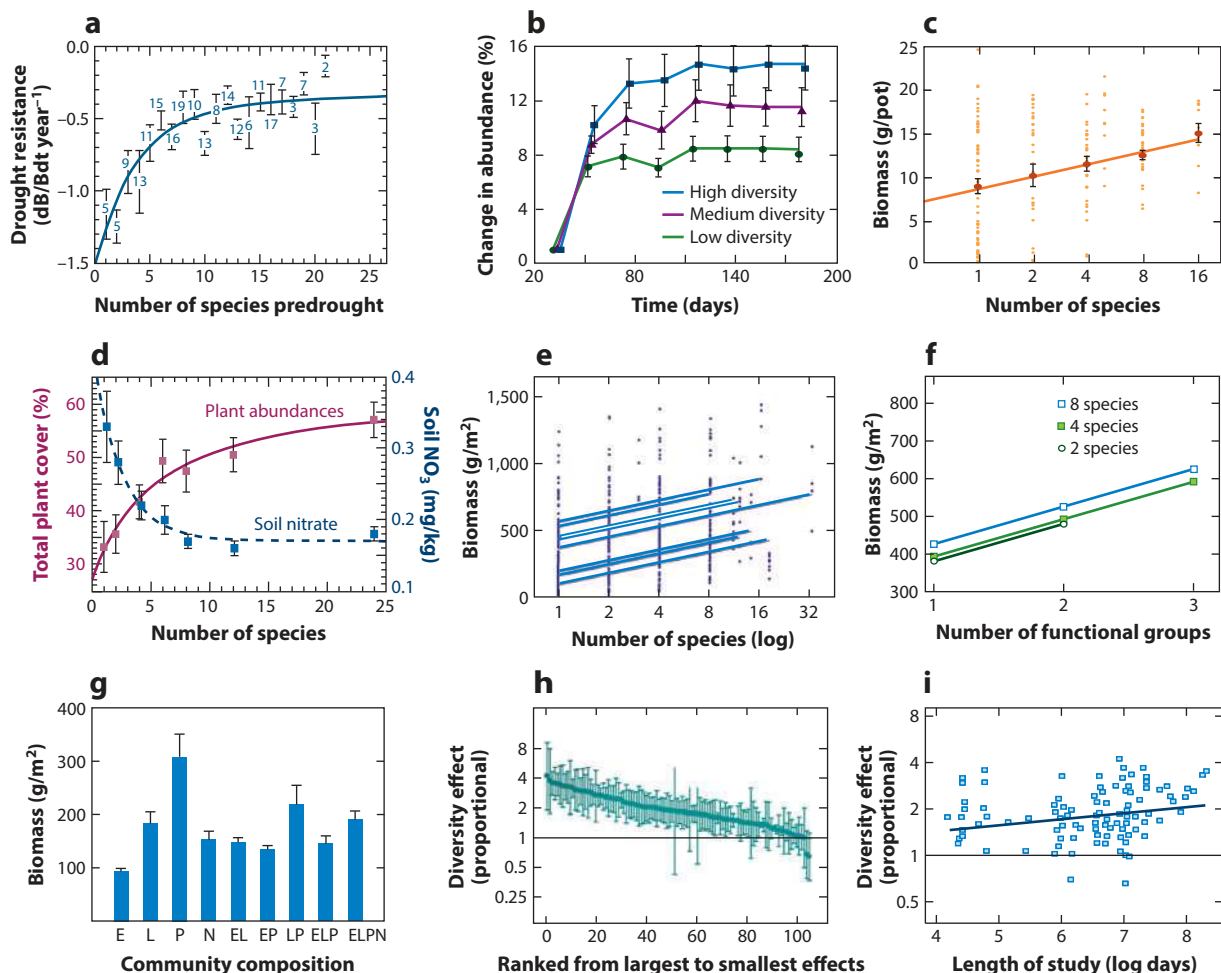 a
Drought resistance
(dB/Bdt year⁻¹)
0.0
−0.5
−1.0
−1.5
5
5
9
13
11
15
16
19
10
13
8
14
12
6
11
17
7
3
7
3
2
0 5 10 15 20 25
Number of species predrought
b
Change in abundance (%)
16
12
8
4
0
High diversity
Medium diversity
Low diversity
20 80 140 200
Time (days)
c
Biomass (g/pot)
25
20
15
10
5
0
1 2 4 8 16
Number of species
d
Total plant cover (%)
60
50
40
30
Plant abundances
Soil nitrate
0.4
0.3
0.2
0.1
Soil NO₃ (mg/kg)
0 5 10 15 20 25
Number of species
e
Biomass (g/m²)
1,500
1,000
500
0
1 2 4 8 16 32
Number of species (log)
f
Biomass (g/m²)
800
700
600
500
400
300
8 species
4 species
2 species
1 2 3
Number of functional groups
g
Biomass (g/m²)
400
300
200
100
E L P N EL EP LP ELP ELPN
Community composition
h
Diversity effect
(proportional)
8
4
2
1
0.5
0.25
0 20 40 60 80 100
Ranked from largest to smallest effects
i
Diversity effect
(proportional)
8
4
2
1
0.5
4 5 6 7 8
Length of study (log days)